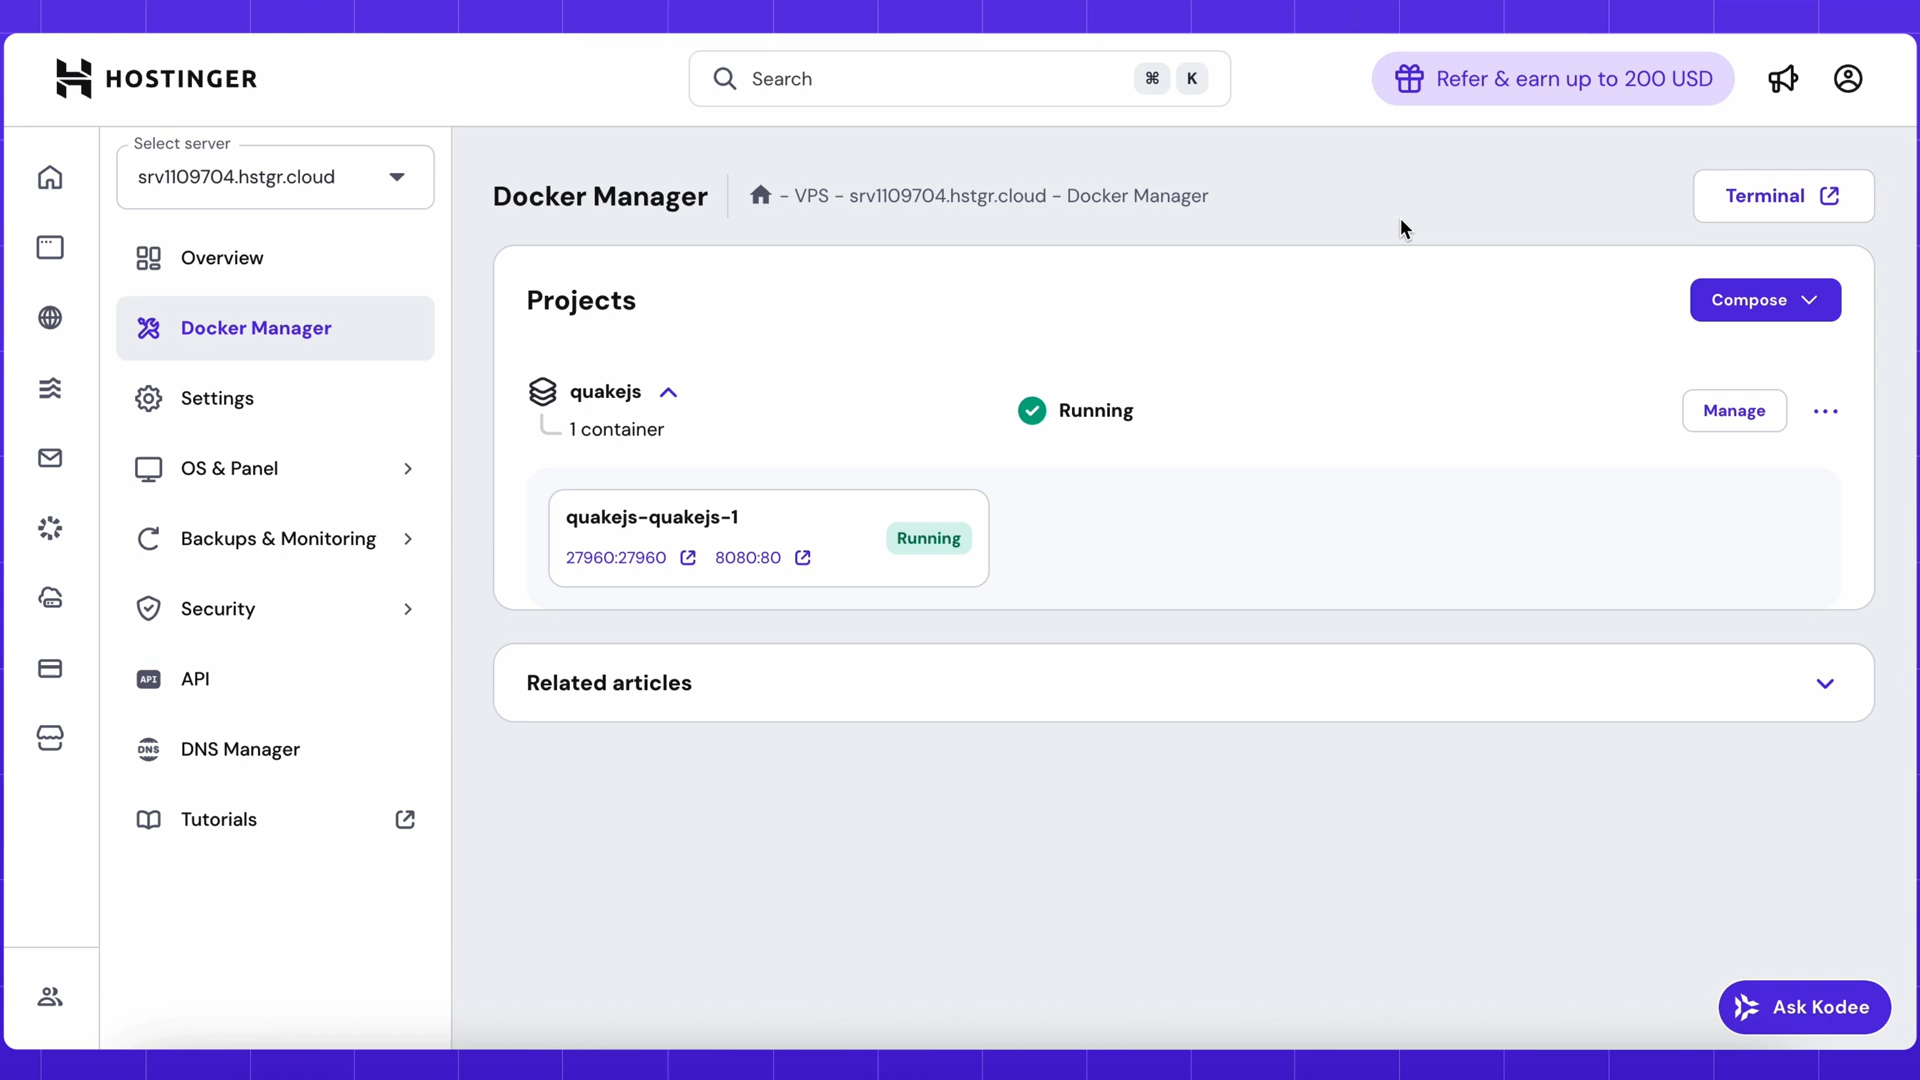 HOSTINGER
Search
⌘ K
Refer & earn up to 200 USD
Select server
srv1109704.hstgr.cloud
Overview
Docker Manager
Settings
OS & Panel
Backups & Monitoring
Security
API
API
DNS
DNS Manager
Tutorials
Docker Manager
– VPS – srv1109704.hstgr.cloud – Docker Manager
Terminal
Projects
Compose
quakejs
1 container
Running
Manage
quakejs-quakejs-1
27960:27960 8080:80
Running
Related articles
Ask Kodee